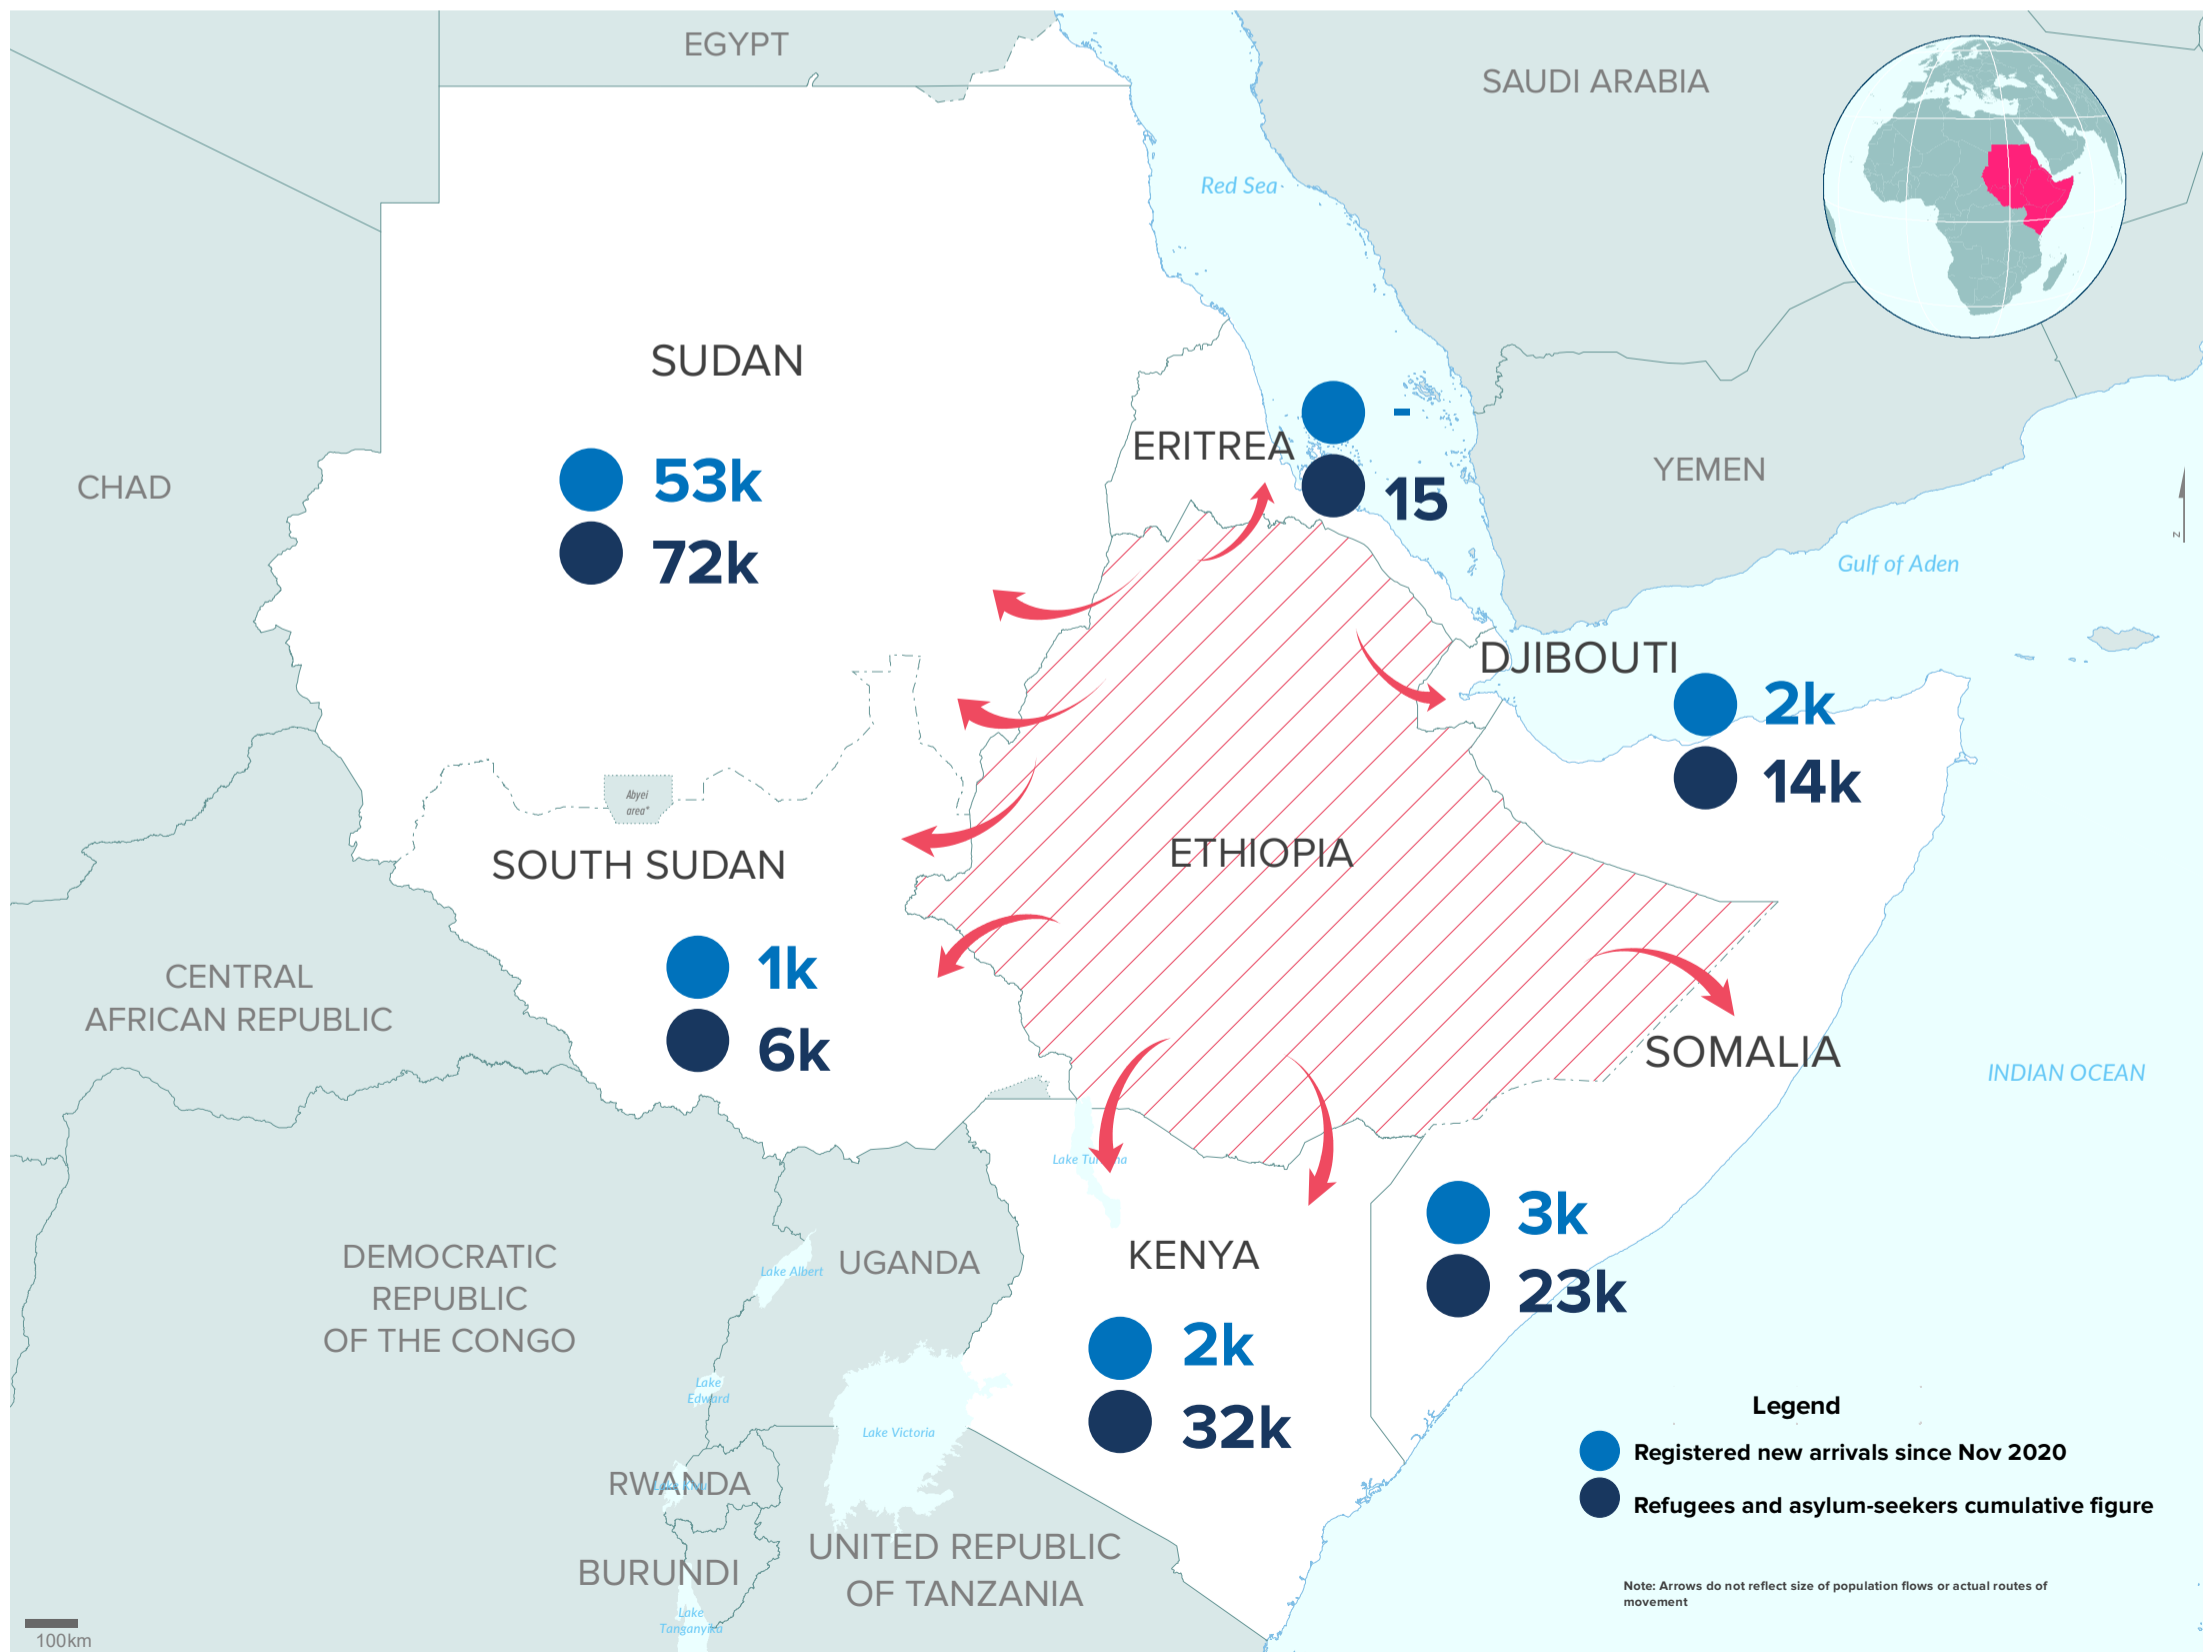 EGYPT
SAUDI ARABIA
Red Sea
SUDAN
53k
72k
ERITREA
-
15
CHAD
YEMEN
N
Gulf of Aden
DJIBOUTI
2k
14k
Abyei
area*
SOUTH SUDAN
1k
6k
ETHIOPIA
CENTRAL
AFRICAN REPUBLIC
SOMALIA
3k
23k
INDIAN OCEAN
Lake
DEMOCRATIC
REPUBLIC
OF THE CONGO
Lake Albert
UGANDA
KENYA
2k
32k
Lake
Edward
Lake Victoria
RWANDA
BURUNDI
UNITED REPUBLIC
OF TANZANIA
Lake
Tanganyika
Legend
Registered new arrivals since Nov 2020
Refugees and asylum-seekers cumulative figure
Note: Arrows do not reflect size of population flows or actual routes of
movement
100km